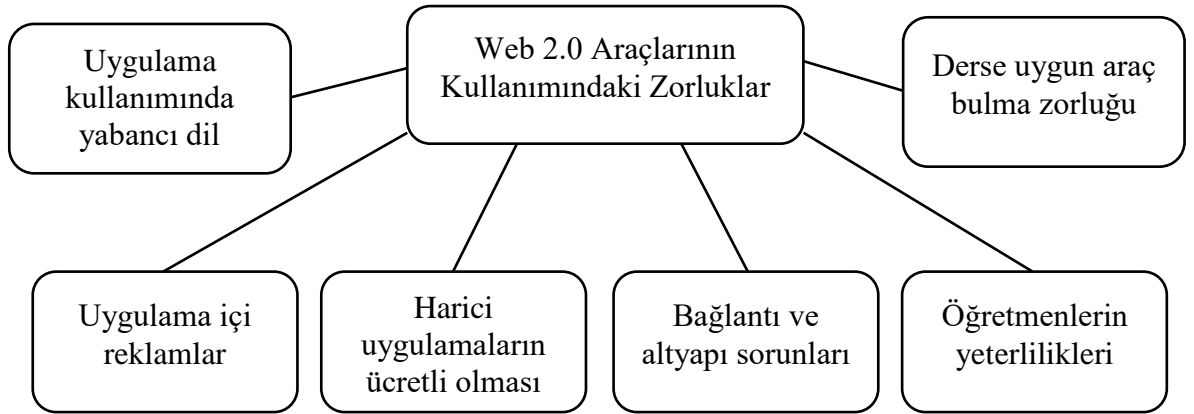 Web 2.0 Araçlarının
Kullanımındaki Zorluklar
Uygulama
kullanımında
yabancı dil
Derse uygun araç
bulma zorluğu
Uygulama içi
reklamlar
Harici
uygulamaların
ücretli olması
Bağlantı ve
altyapı sorunları
Öğretmenlerin
yeterlilikleri